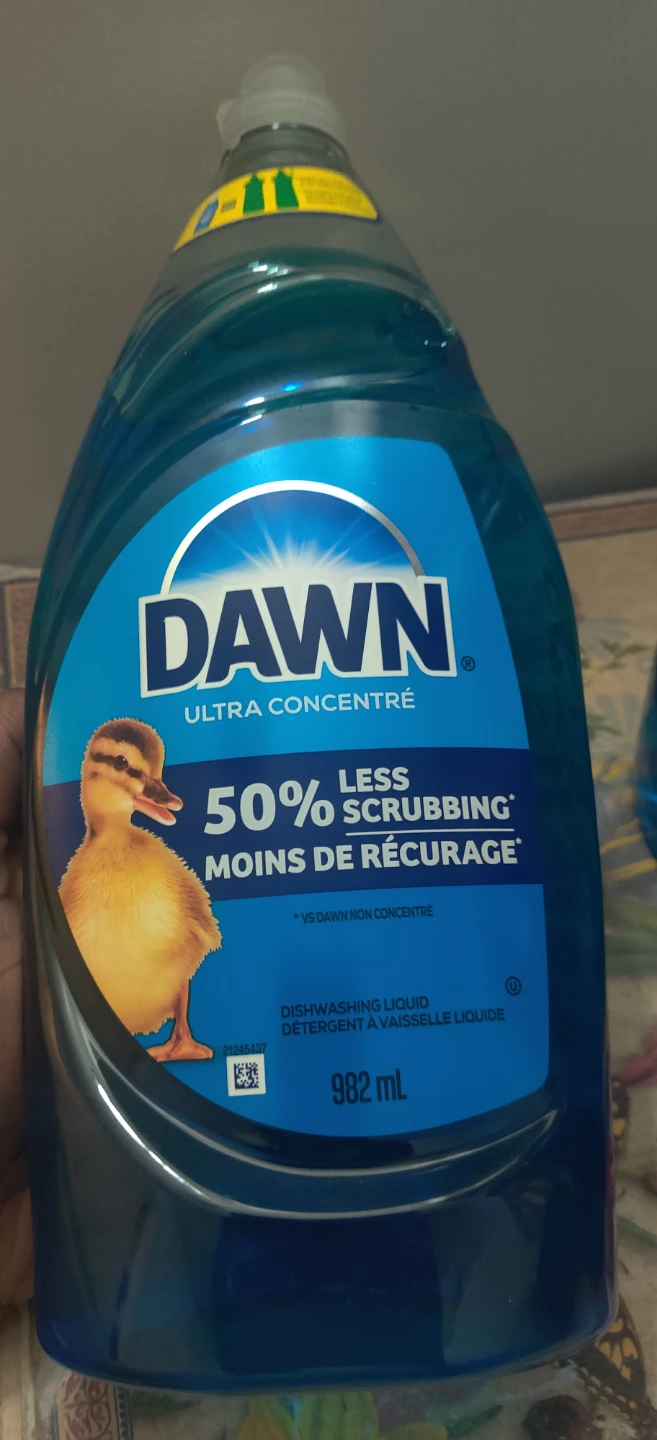 DAWN®
ULTRA CONCENTRÉ
50% LESS
SCRUBBING*
MOINS DE RÉCURAGE*
* VS DAWN NON CONCENTRÉ
U
DISHWASHING LIQUID
DÉTERGENT À VAISSELLE LIQUIDE
21245437
982 mL